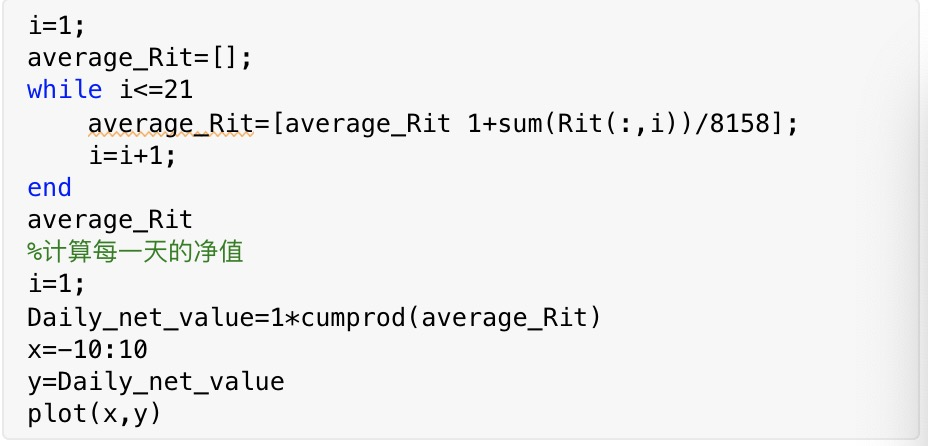 i=1;
average_Rit=[];
while i<=21
    average_Rit=[average_Rit 1+sum(Rit(:,i))/8158];
    i=i+1;
end
average_Rit
%计算每一天的净值
i=1;
Daily_net_value=1*cumprod(average_Rit)
x=-10:10
y=Daily_net_value
plot(x,y)